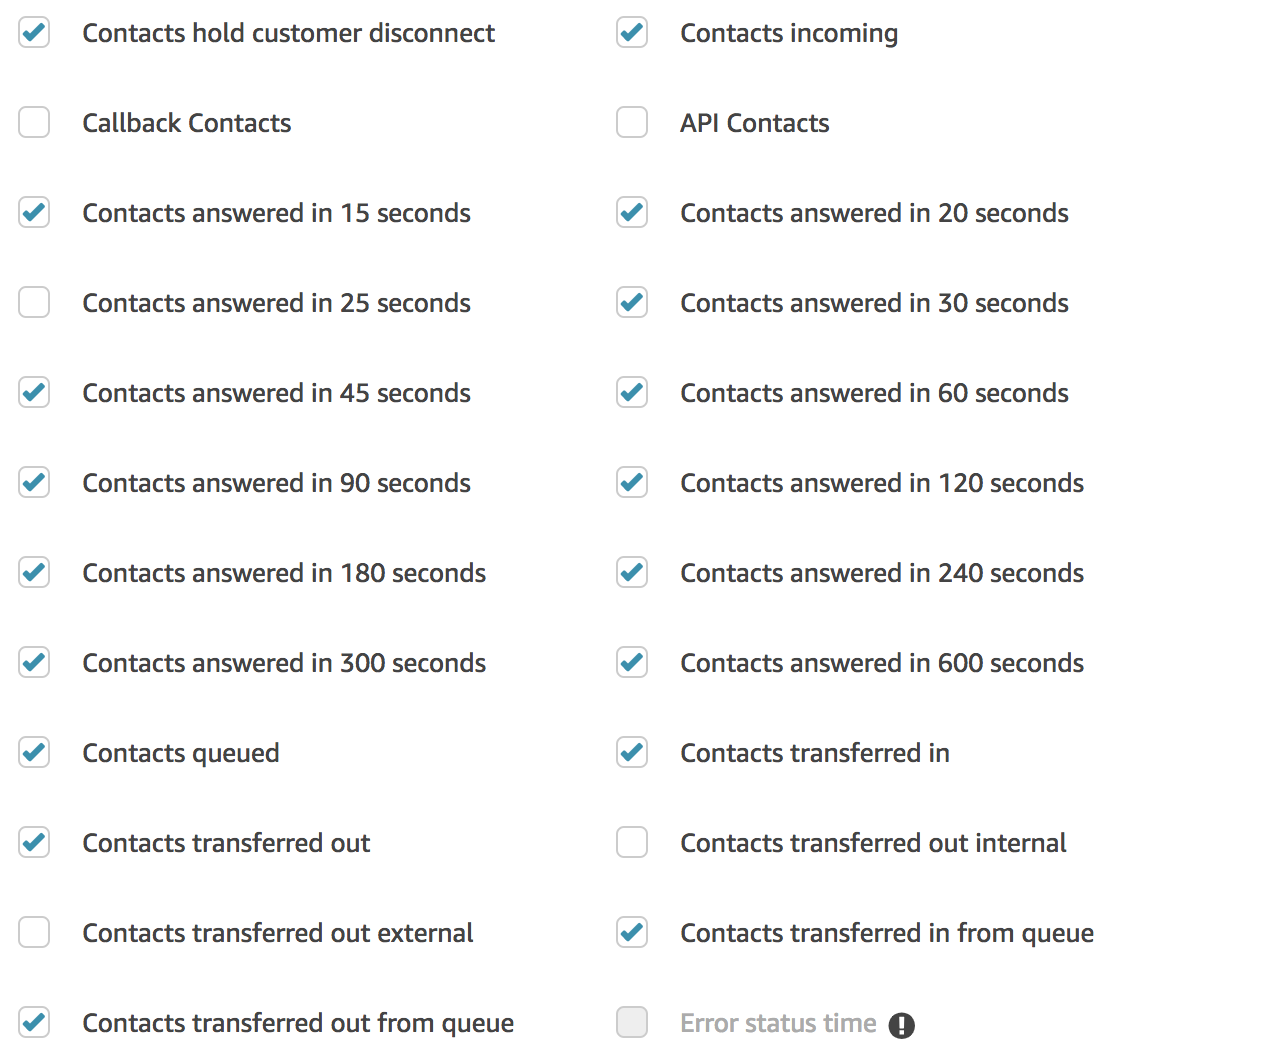 Contacts hold customer disconnect
Contacts incoming
Callback Contacts
API Contacts
Contacts answered in 15 seconds
Contacts answered in 20 seconds
Contacts answered in 25 seconds
Contacts answered in 30 seconds
Contacts answered in 45 seconds
Contacts answered in 60 seconds
Contacts answered in 90 seconds
Contacts answered in 120 seconds
Contacts answered in 180 seconds
Contacts answered in 240 seconds
Contacts answered in 300 seconds
Contacts answered in 600 seconds
Contacts queued
Contacts transferred in
Contacts transferred out
Contacts transferred out internal
Contacts transferred out external
Contacts transferred in from queue
Contacts transferred out from queue
Error status time